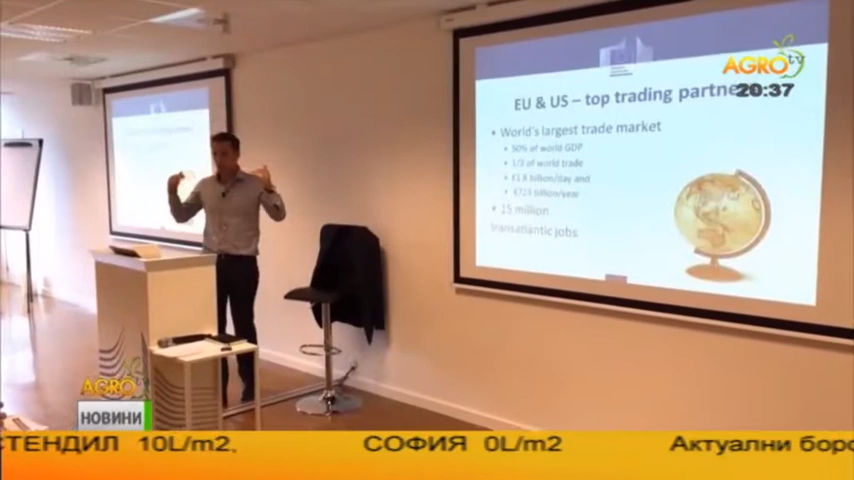 AGRO tv
20:37
EU & US – top trading partne
• World's largest trade market
• 50% of world GDP
• 1/3 of world trade
• €1.8 billion/day and
• €723 billion/year
• 15 million
transatlantic jobs
AGRO
НОВИНИ
СТЕНДИЛ 10L/m2, СОФИЯ 0L/m2 Актуални борс